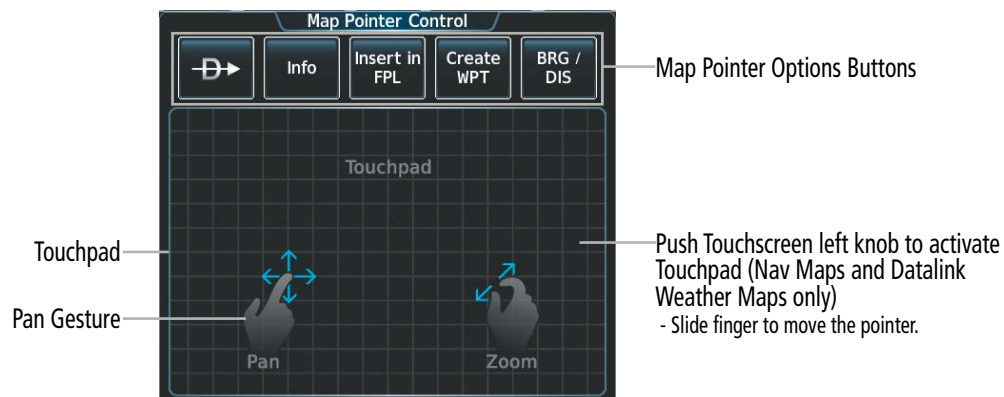 Map Pointer Control
D
Info
Insert in
FPL
Create
WPT
BRG /
DIS
Map Pointer Options Buttons
Touchpad
Touchpad
Pan Gesture
Push Touchscreen left knob to activate
Touchpad (Nav Maps and Datalink
Weather Maps only)
- Slide finger to move the pointer.
Pan
Zoom